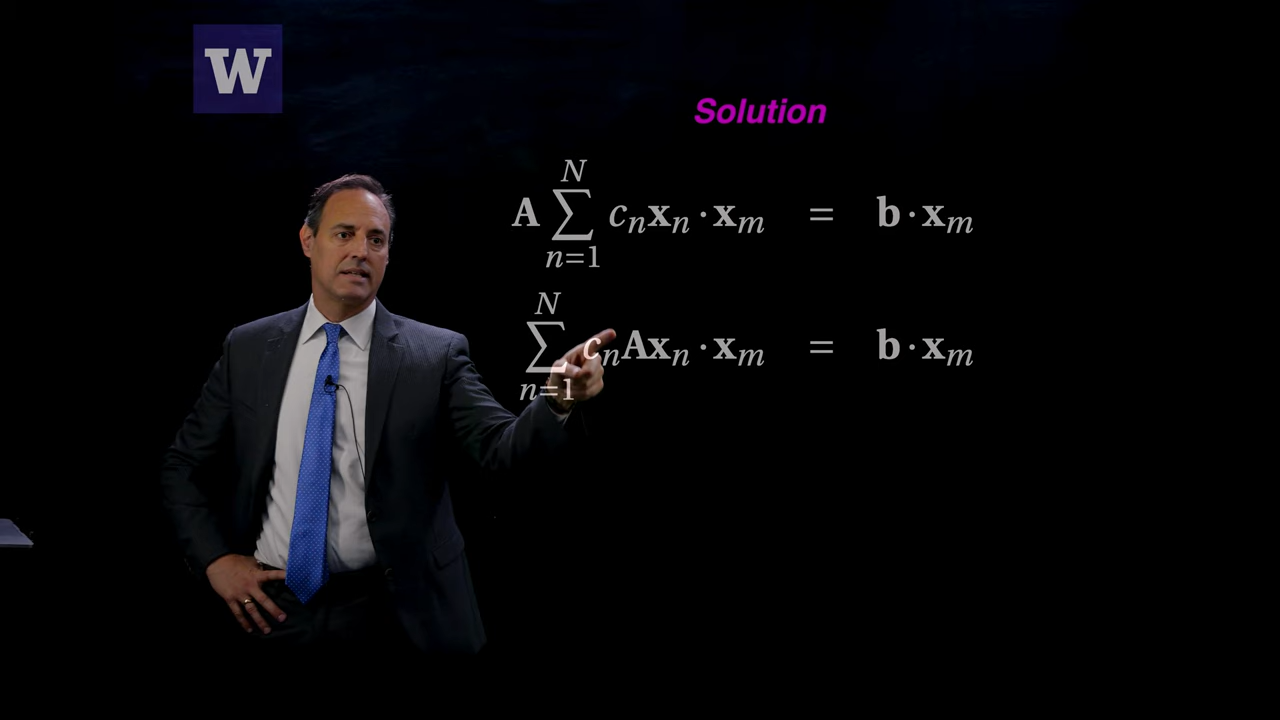 W
Solution
A ∑_{n=1}^{N} c_n x_n · x_m = b · x_m
∑_{n=1}^{N} c_n A x_n · x_m = b · x_m